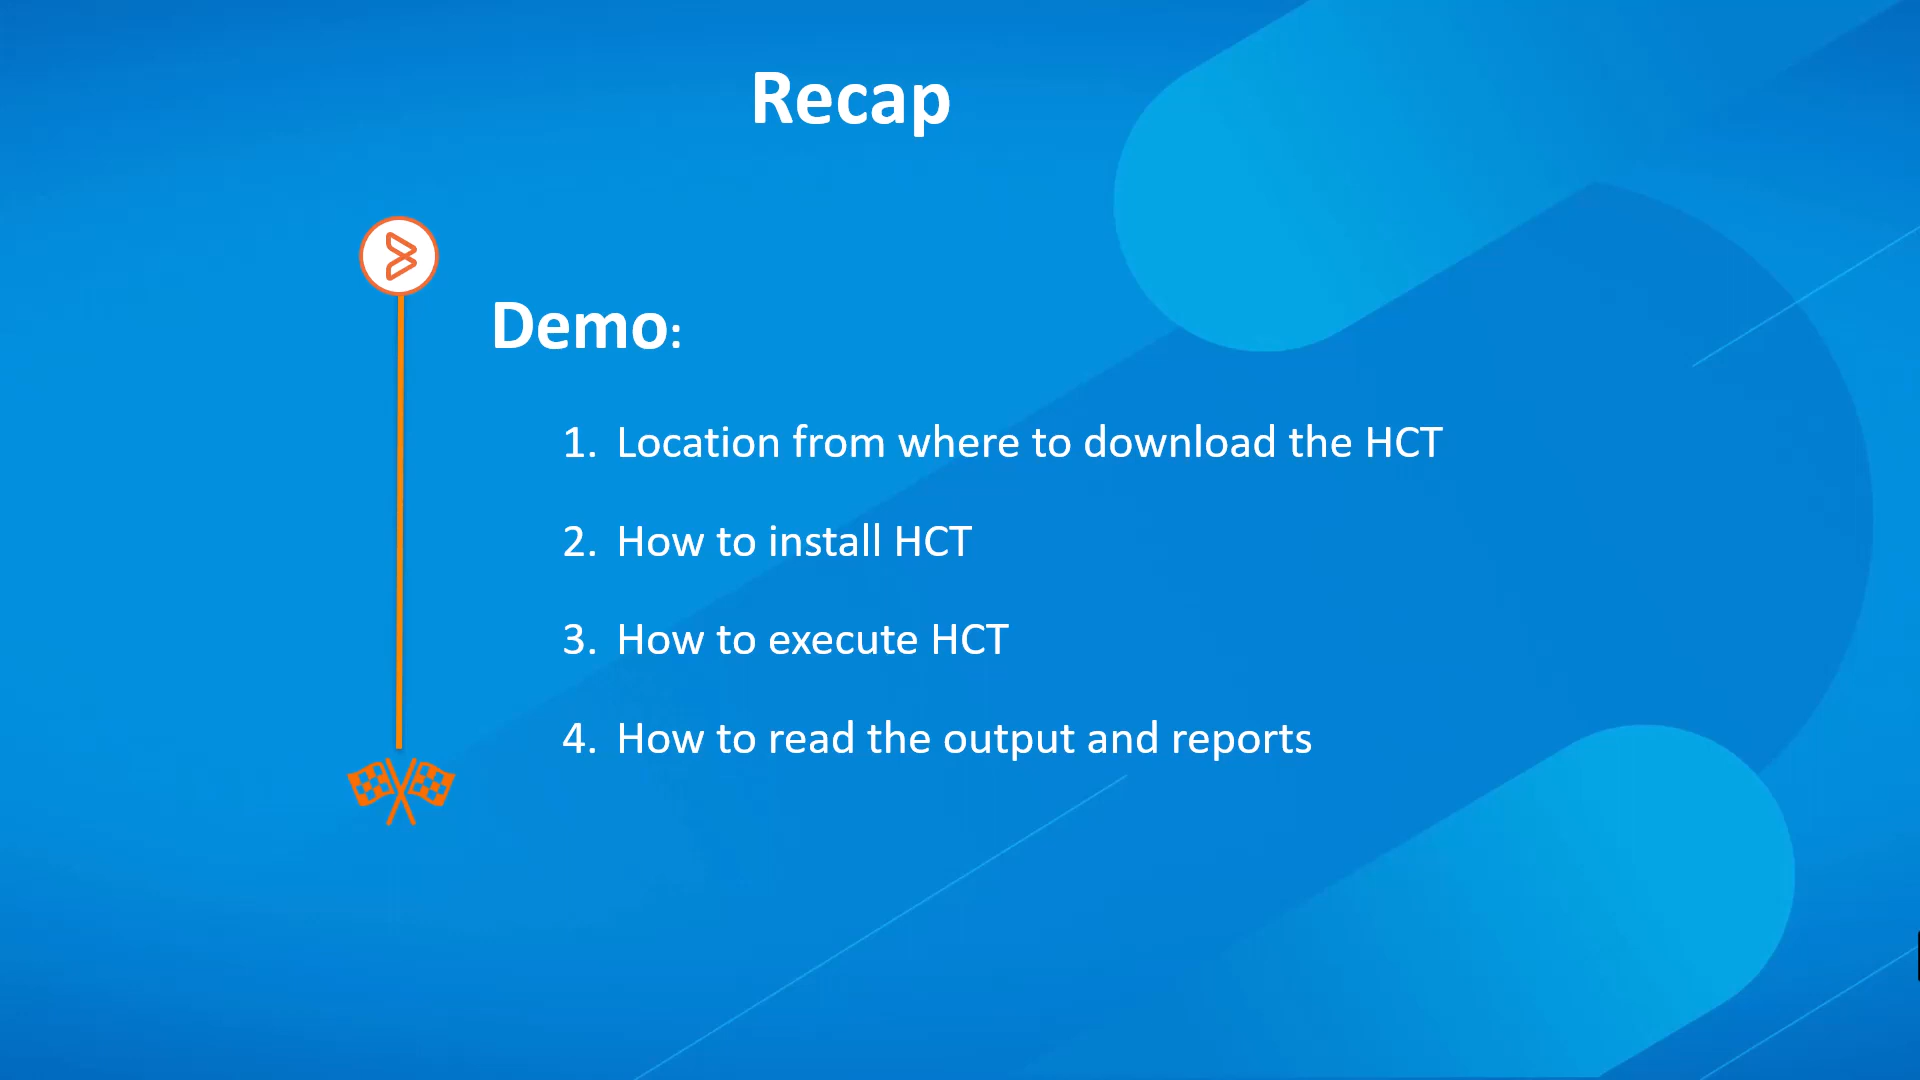 Recap
Demo:
1. Location from where to download the HCT
2. How to install HCT
3. How to execute HCT
4. How to read the output and reports